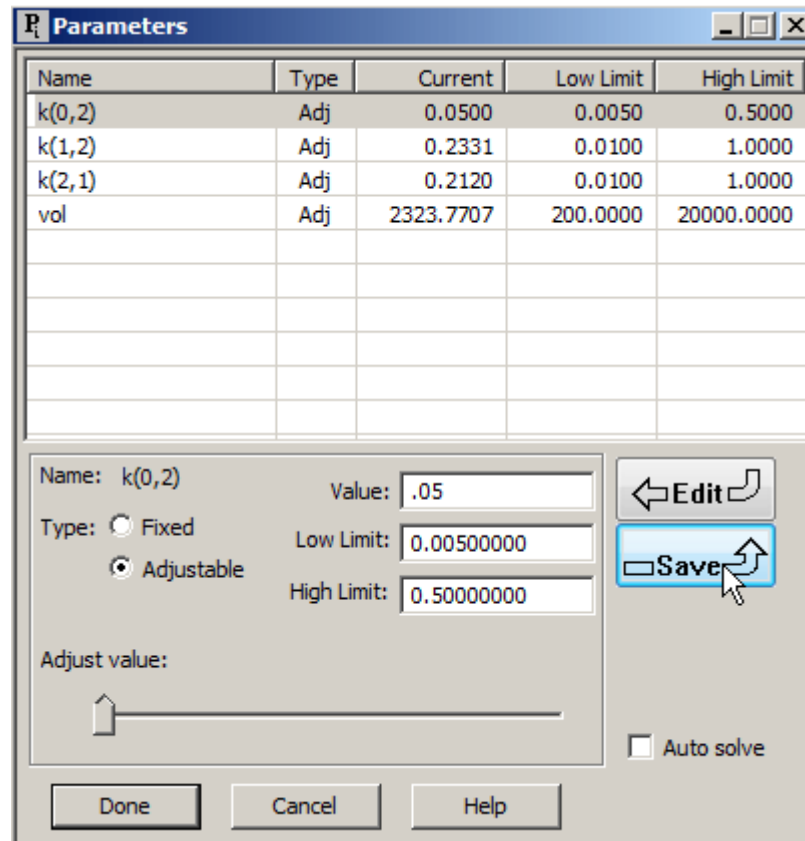 Pi Parameters
Name Type Current Low Limit High Limit
k(0,2) Adj 0.0500 0.0050 0.5000
k(1,2) Adj 0.2331 0.0100 1.0000
k(2,1) Adj 0.2120 0.0100 1.0000
vol Adj 2323.7707 200.0000 20000.0000
Name: k(0,2)
Value: .05
Edit
Type: Fixed
Low Limit: 0.00500000
Adjustable
Save
High Limit: 0.50000000
Adjust value:
Auto solve
Done Cancel Help